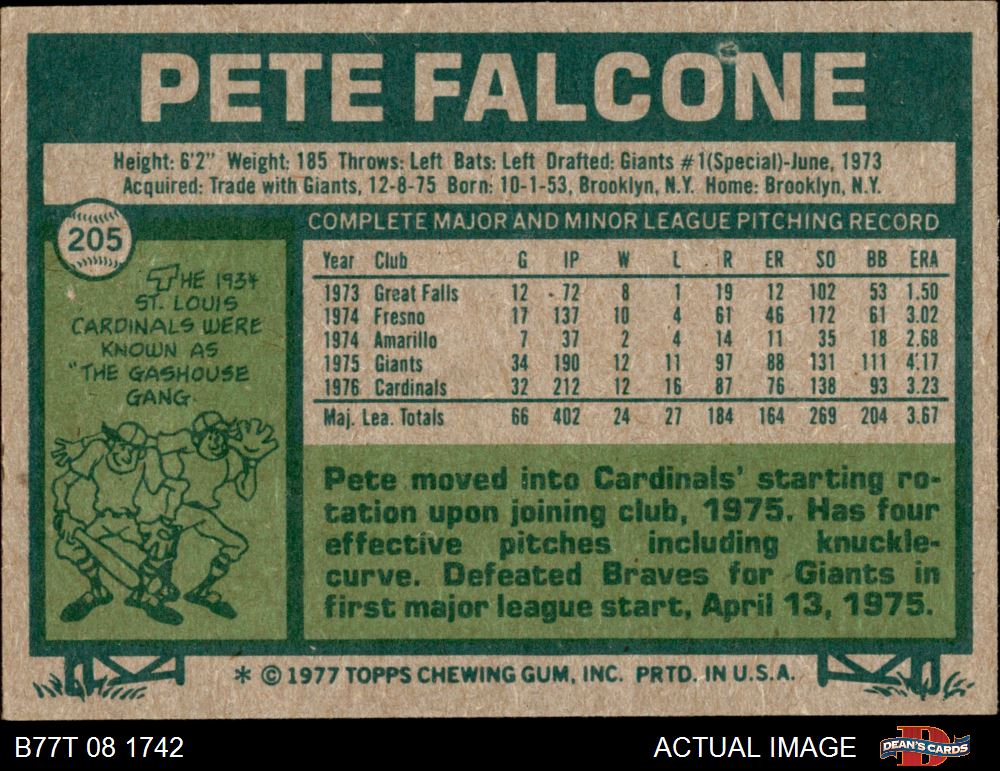 PETE FALCONE
Height: 6'2" Weight: 185 Throws: Left Bats: Left Drafted: Giants #1(Special)-June, 1973
Acquired: Trade with Giants, 12-8-75 Born: 10-1-53, Brooklyn, N.Y. Home: Brooklyn, N.Y.
205
THE 1934
ST. LOUIS
CARDINALS WERE
KNOWN AS
"THE GASHOUSE
GANG.
COMPLETE MAJOR AND MINOR LEAGUE PITCHING RECORD
Year Club G IP W L R ER SO BB ERA
1973 Great Falls 12 72 8 1 19 12 102 53 1.50
1974 Fresno 17 137 10 4 61 46 172 61 3.02
1974 Amarillo 7 37 2 4 14 11 35 18 2.68
1975 Giants 34 190 12 11 97 88 131 111 4.17
1976 Cardinals 32 212 12 16 87 76 138 93 3.23
Maj. Lea. Totals 66 402 24 27 184 164 269 204 3.67
Pete moved into Cardinals' starting ro-
tation upon joining club, 1975. Has four
effective pitches including knuckle-
curve. Defeated Braves for Giants in
first major league start, April 13, 1975.
* © 1977 TOPPS CHEWING GUM, INC. PRTD. IN U.S.A.
B77T 08 1742
ACTUAL IMAGE
DEAN'S CARDS